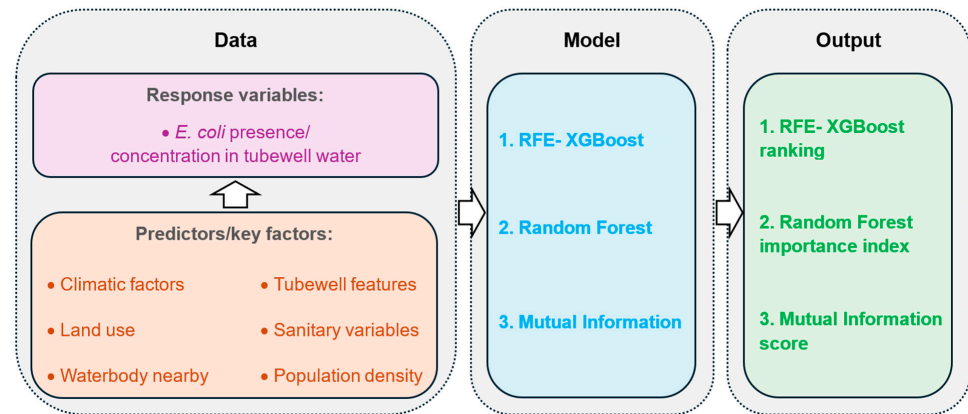 Data
Response variables:
• E. coli presence/
concentration in tubewell water
Predictors/key factors:
• Climatic factors
• Tubewell features
• Land use
• Sanitary variables
• Waterbody nearby
• Population density
Model
1. RFE- XGBoost
2. Random Forest
3. Mutual Information
Output
1. RFE- XGBoost
ranking
2. Random Forest
importance index
3. Mutual Information
score